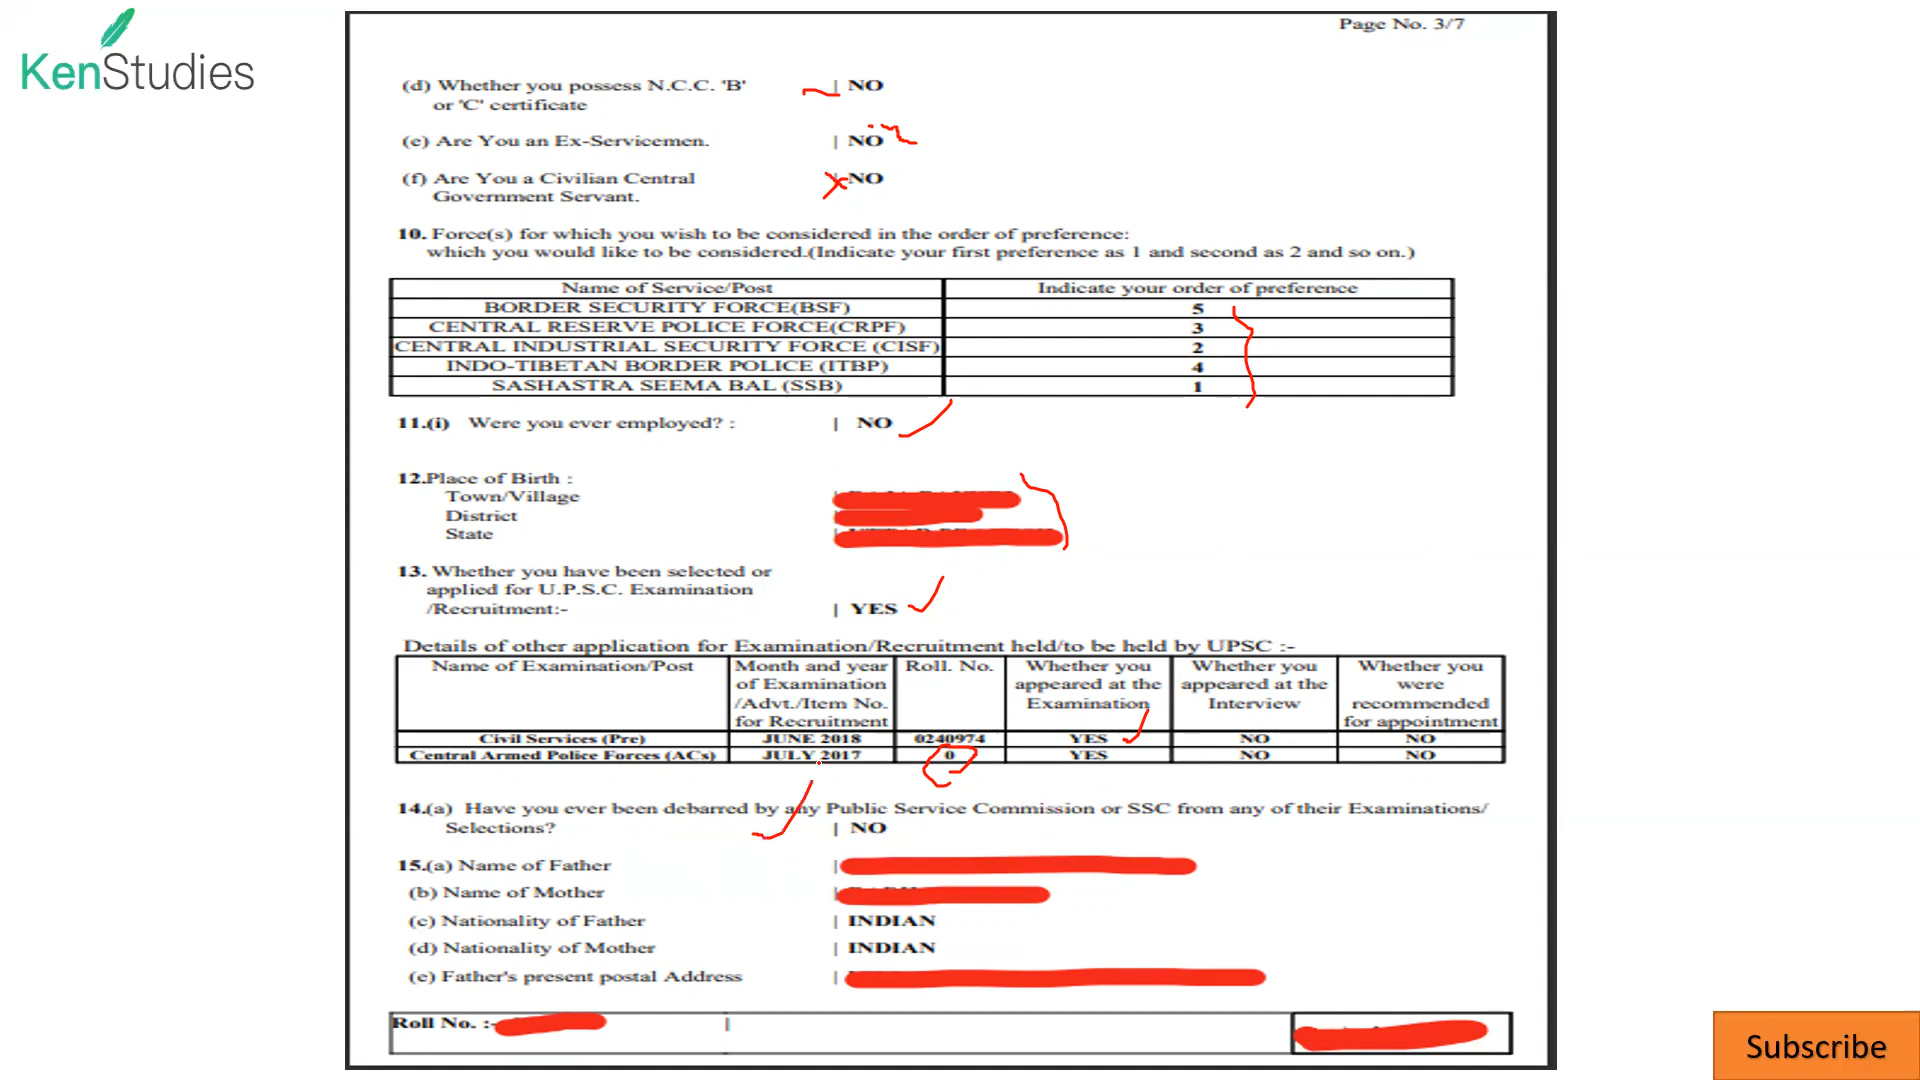 KenStudies
Page No. 3/7
(d) Whether you possess N.C.C. 'B' | NO
or 'C' certificate
(e) Are You an Ex-Servicemen. | NO
(f) Are You a Civilian Central | NO
Government Servant.
10. Force(s) for which you wish to be considered in the order of preference:
which you would like to be considered.(Indicate your first preference as 1 and second as 2 and so on.)
Name of Service/Post Indicate your order of preference
BORDER SECURITY FORCE(BSF) 5
CENTRAL RESERVE POLICE FORCE(CRPF) 3
CENTRAL INDUSTRIAL SECURITY FORCE (CISF) 2
INDO-TIBETAN BORDER POLICE (ITBP) 4
SASHASTRA SEEMA BAL (SSB) 1
11.(i) Were you ever employed? : | NO
12.Place of Birth :
Town/Village
District
State
13. Whether you have been selected or
applied for U.P.S.C. Examination
/Recruitment:- | YES
Details of other application for Examination/Recruitment held/to be held by UPSC :-
Name of Examination/Post Month and year Roll. No. Whether you Whether you Whether you
of Examination appeared at the appeared at the were
/Advt./Item No. Examination Interview recommended
for Recruitment for appointment
Civil Services (Pre) JUNE 2018 0240974 YES NO NO
Central Armed Police Forces (ACs) JULY 2017 0 YES NO NO
14.(a) Have you ever been debarred by any Public Service Commission or SSC from any of their Examinations/
Selections? | NO
15.(a) Name of Father |
(b) Name of Mother |
(c) Nationality of Father | INDIAN
(d) Nationality of Mother | INDIAN
(e) Father's present postal Address |
Roll No. :- |
Subscribe